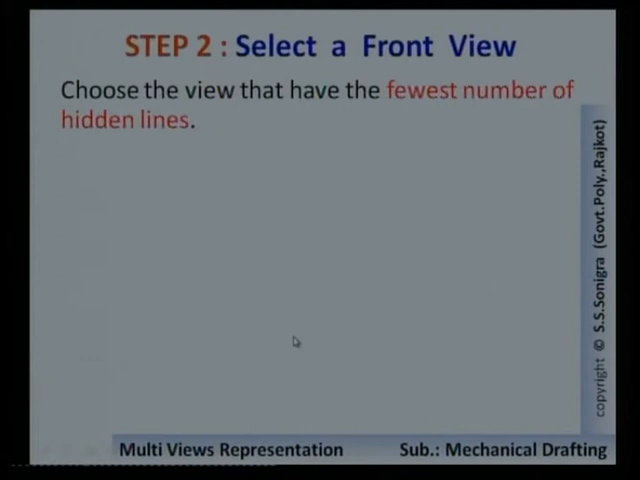 STEP 2 : Select a Front View
Choose the view that have the fewest number of
hidden lines.
copyright © S.S.Sonigra (Govt.Poly.,Rajkot)
Multi Views Representation
Sub.: Mechanical Drafting